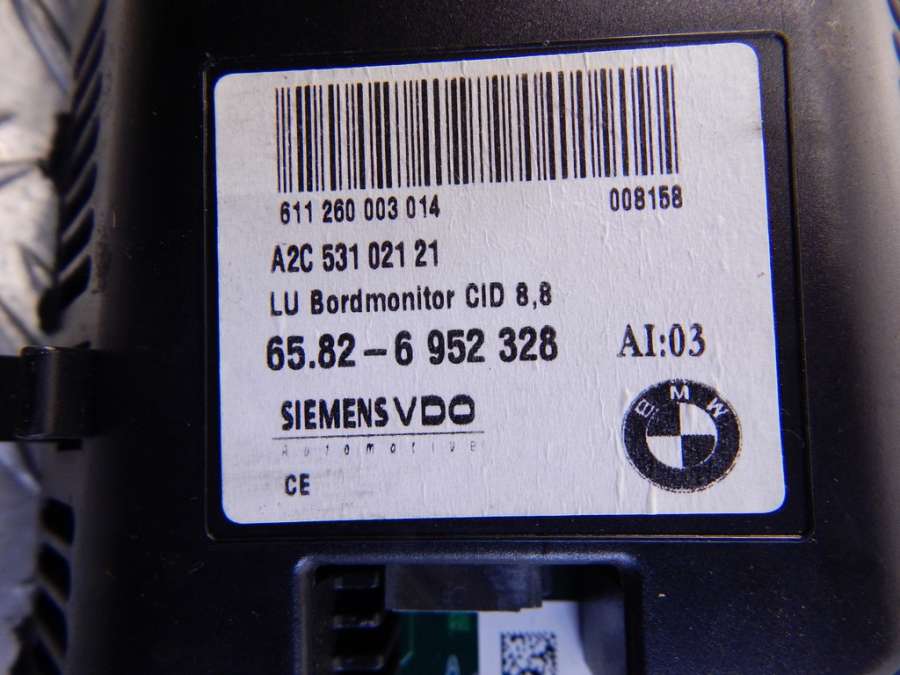 611 260 003 014 008158
A2C 531 021 21
LU Bordmonitor CID 8,8
65.82-6 952 328 AI:03
SIEMENS VDO
Automotive
CE
BMW
A